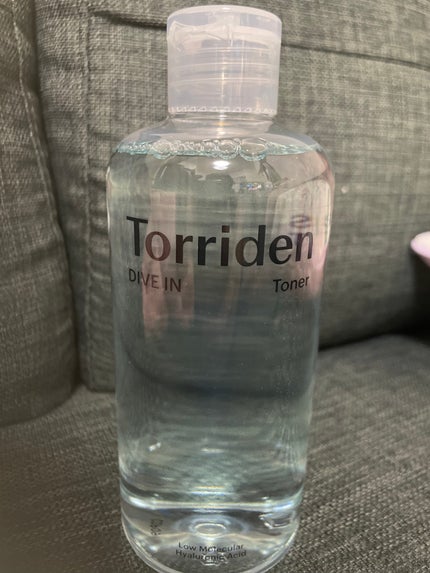 Torriden
DIVE IN Toner
Low Molecular
Hyaluronic Acid